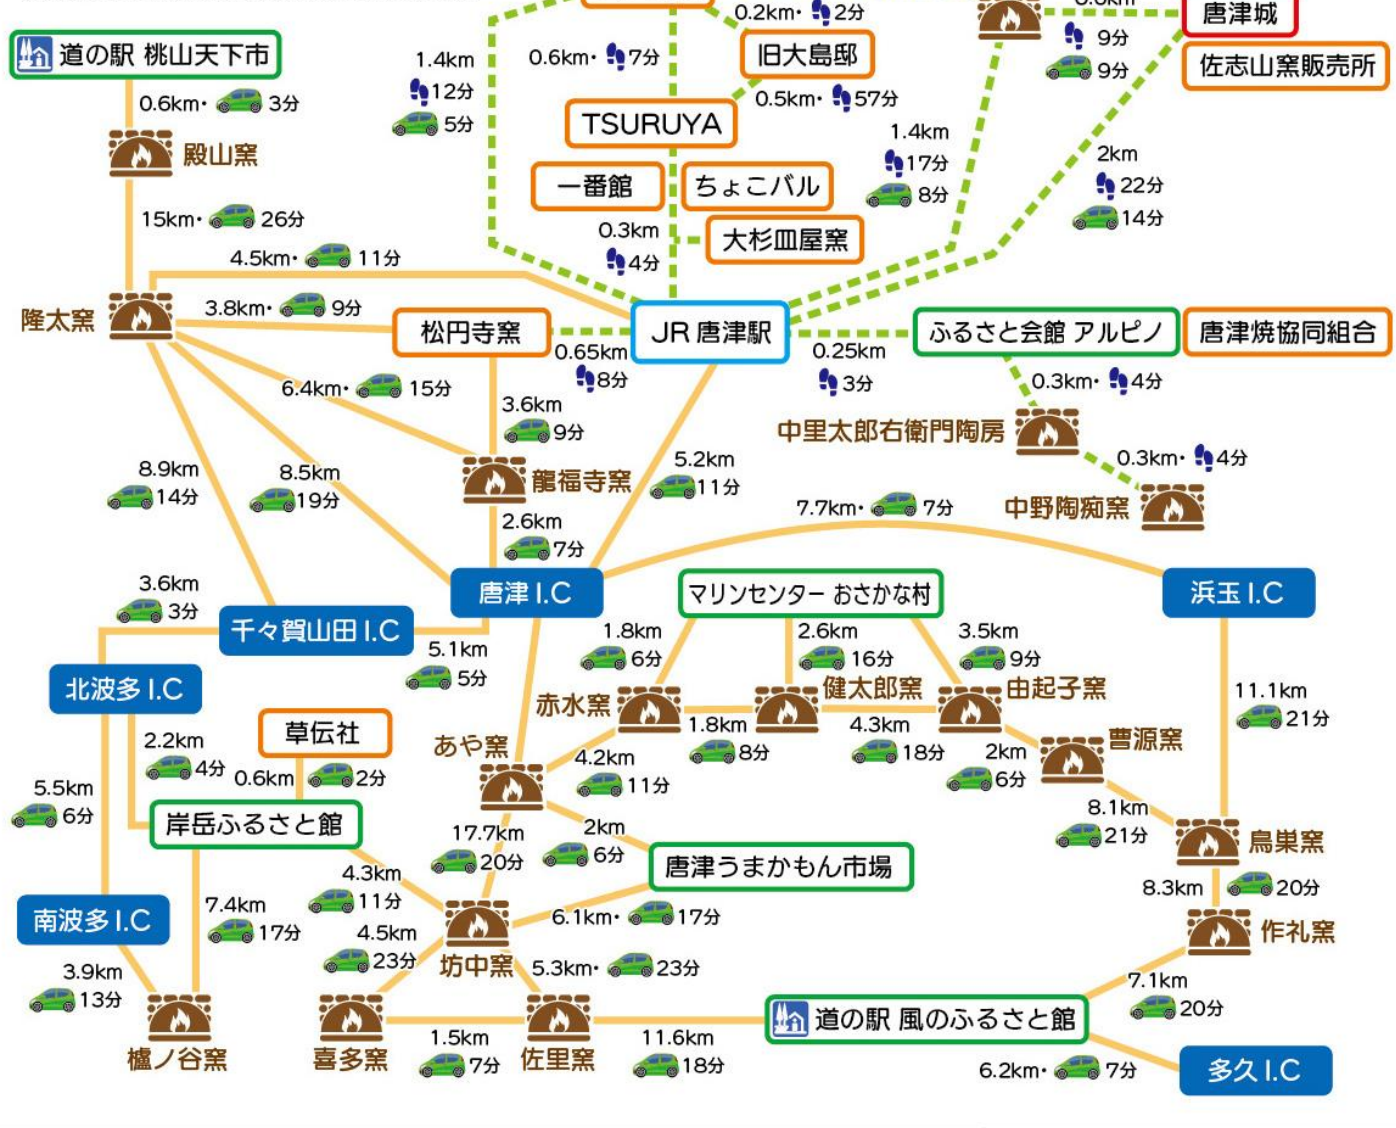 0.2km・2分
唐津城
9分
9分
佐志山窯販売所
道の駅 桃山天下市
1.4km
12分
5分
0.6km・7分
旧大島邸
0.5km・57分
0.6km・3分
TSURUYA
殿山窯
1.4km
17分
8分
2km
22分
14分
一番館
ちょこバル
15km・26分
0.3km
4分
大杉皿屋窯
4.5km・11分
3.8km・9分
隆太窯
松円寺窯
JR 唐津駅
ふるさと会館 アルピノ
唐津焼協同組合
0.65km
8分
0.25km
3分
6.4km・15分
0.3km・4分
3.6km
9分
中里太郎右衛門陶房
0.3km・4分
8.9km
14分
8.5km
19分
龍福寺窯
5.2km
11分
中野陶痴窯
7.7km・7分
2.6km
7分
3.6km
3分
唐津 I.C
マリンセンター おさかな村
浜玉 I.C
千々賀山田 I.C
5.1km
5分
1.8km
6分
2.6km
16分
3.5km
9分
北波多 I.C
赤水窯
健太郎窯
由起子窯
11.1km
21分
草伝社
2.2km
4分
あや窯
1.8km
8分
4.3km
18分
2km
6分
曹源窯
0.6km
2分
4.2km
11分
5.5km
6分
岸岳ふるさと館
17.7km
20分
2km
6分
8.1km
21分
鳥巣窯
唐津うまかもん市場
4.3km
11分
8.3km
20分
南波多 I.C
7.4km
17分
6.1km・17分
4.5km
23分
坊中窯
5.3km・23分
作礼窯
3.9km
13分
7.1km
20分
道の駅 風のふるさと館
櫨ノ谷窯
喜多窯
1.5km
7分
佐里窯
11.6km
18分
6.2km・7分
多久 I.C